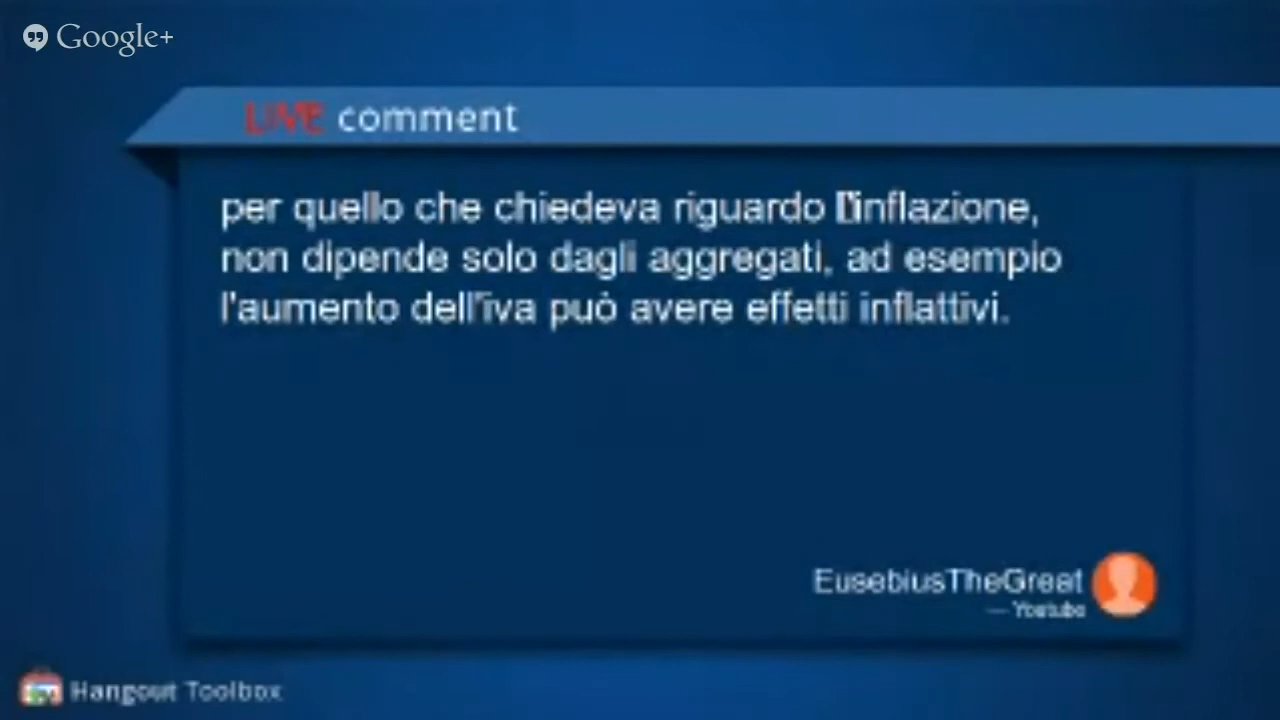 Google+
LIVE comment
per quello che chiedeva riguardo l'inflazione,
non dipende solo dagli aggregati, ad esempio
l'aumento dell'iva può avere effetti inflattivi.
EusebiusTheGreat
— Youtube
Hangout Toolbox